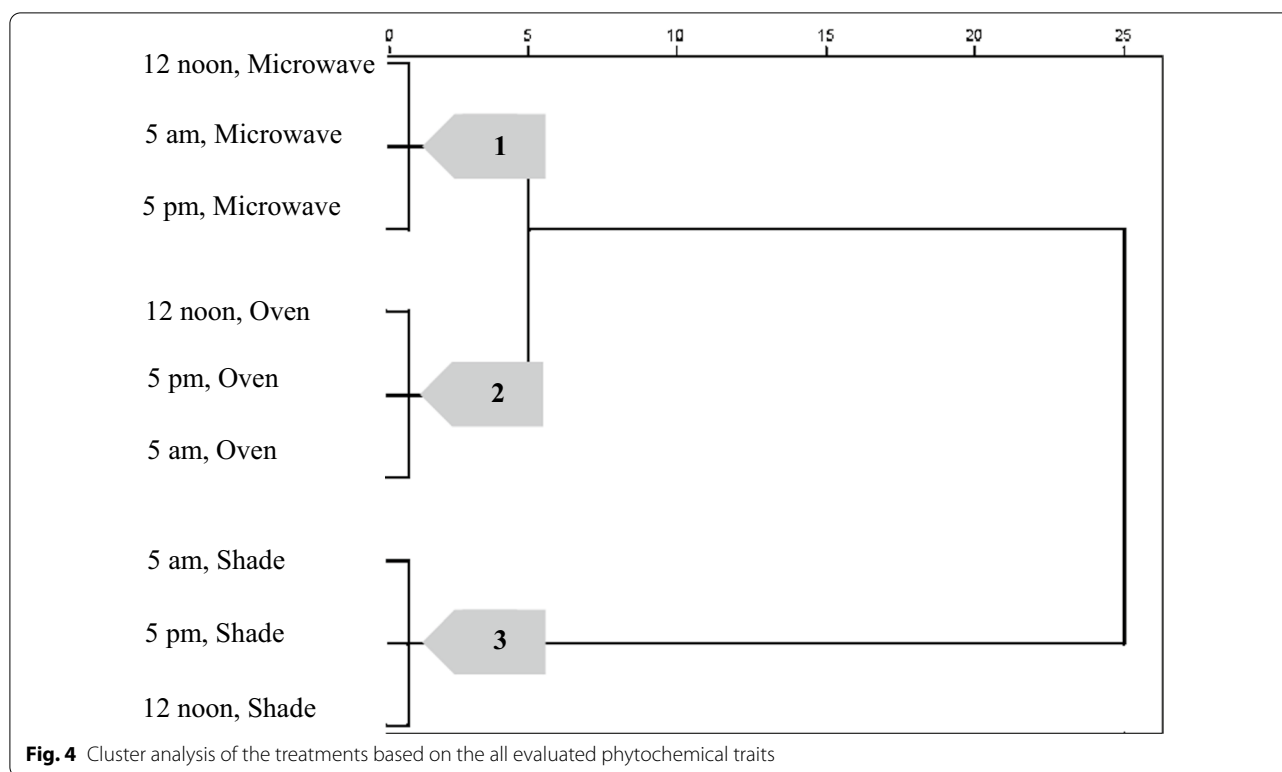 0 5 10 15 20 25
12 noon, Microwave
5 am, Microwave
1
5 pm, Microwave
12 noon, Oven
5 pm, Oven
2
5 am, Oven
5 am, Shade
5 pm, Shade
3
12 noon, Shade
Fig. 4 Cluster analysis of the treatments based on the all evaluated phytochemical traits